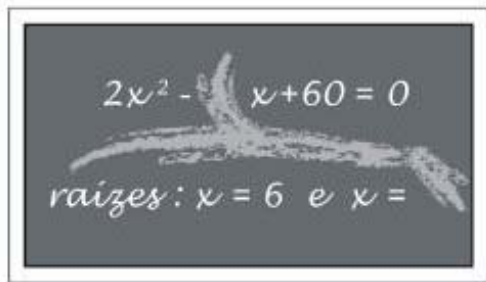 2x² - x+60 = 0
raízes: x = 6 e x =